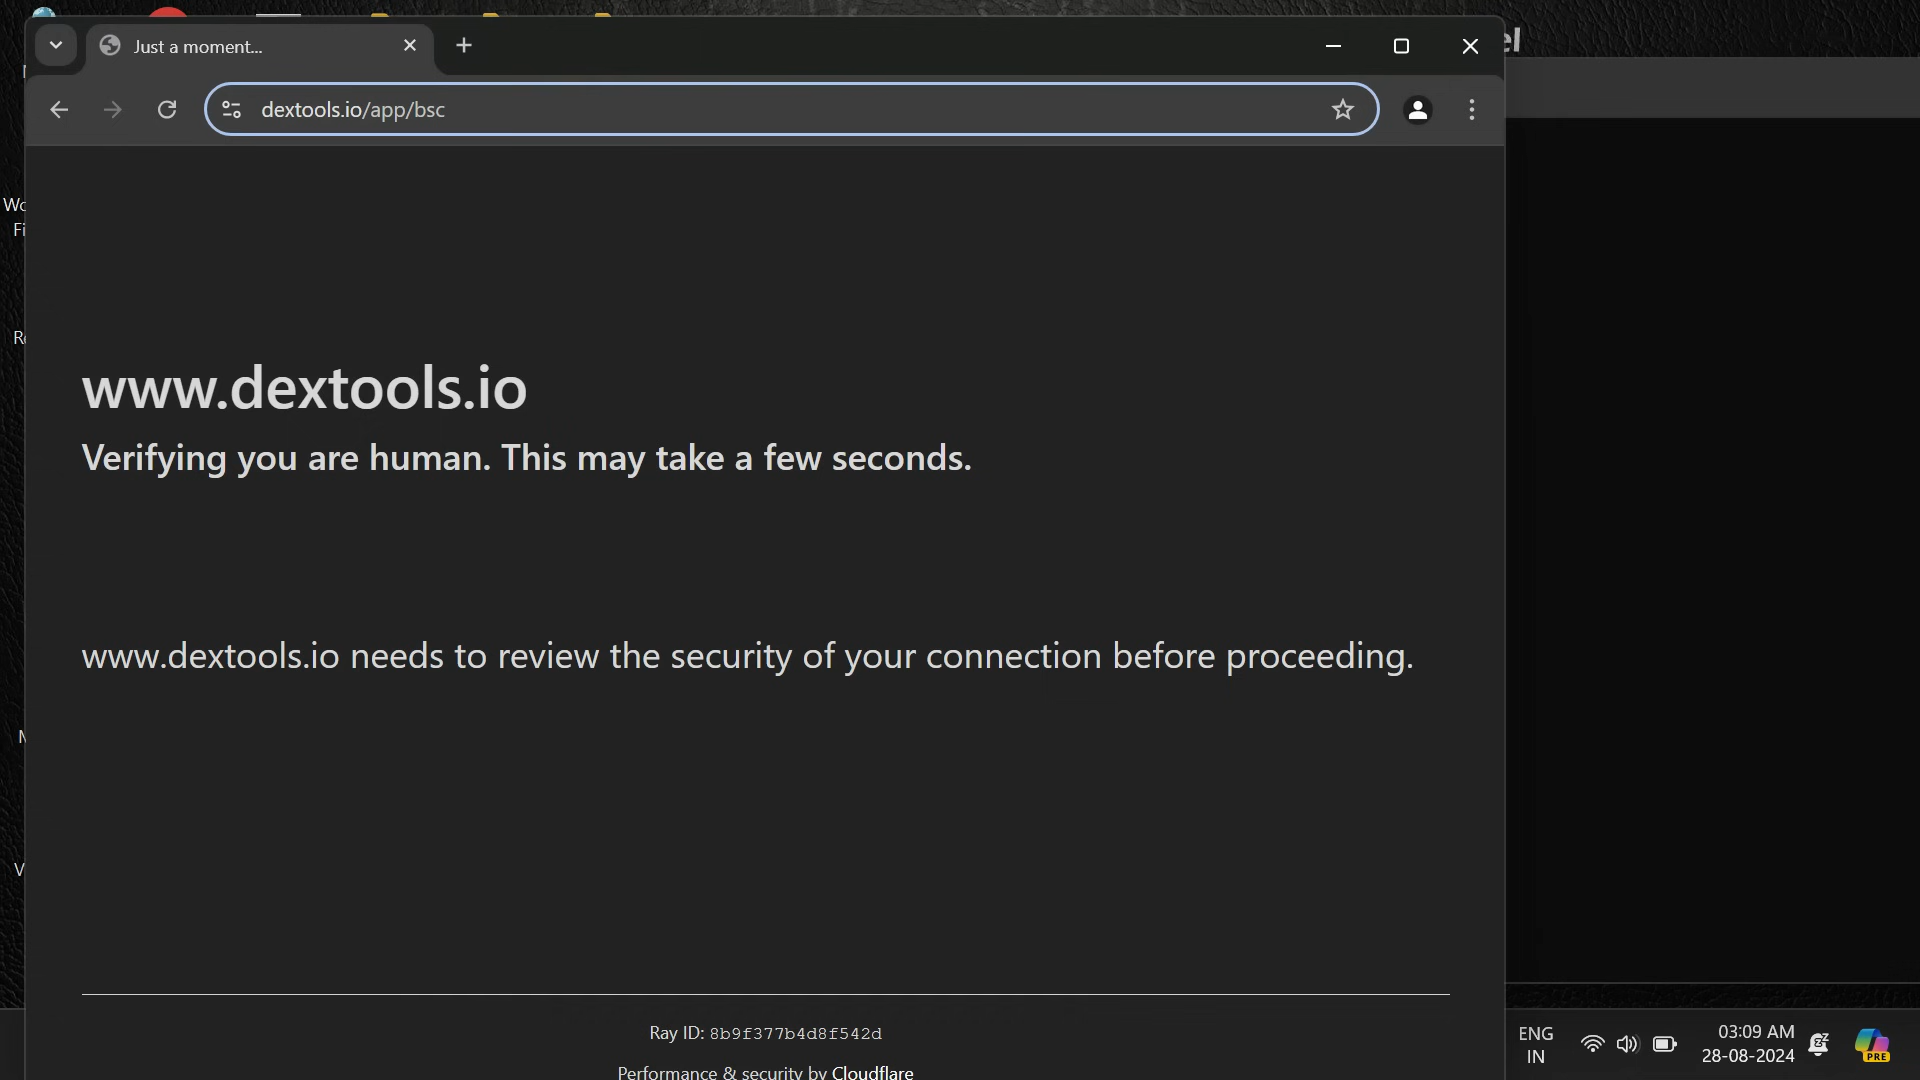 Just a moment...
dextools.io/app/bsc
www.dextools.io
Verifying you are human. This may take a few seconds.
www.dextools.io needs to review the security of your connection before proceeding.
Ray ID: 8b9f377b4d8f542d
Performance & security by Cloudflare
ENG
IN
03:09 AM
28-08-2024
PRE